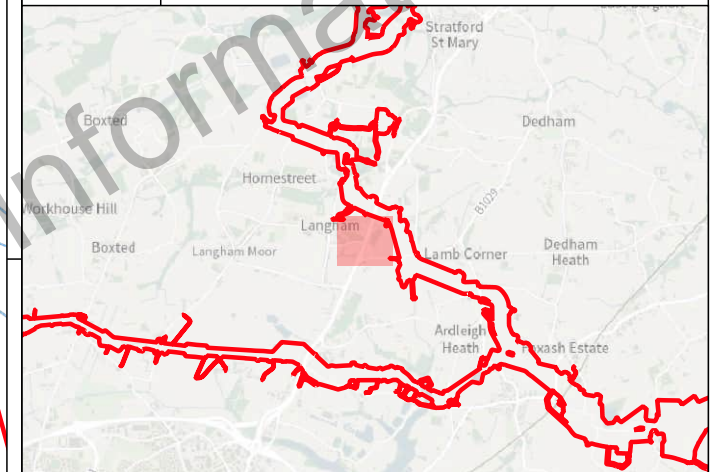 Stratford
St Mary
Boxted
Dedham
Hornestreet
B1029
Workhouse Hill
Langham
Boxted
Langham Moor
Lamb Corner
Dedham
Heath
Ardleigh
Heath
Foxash Estate
Informa